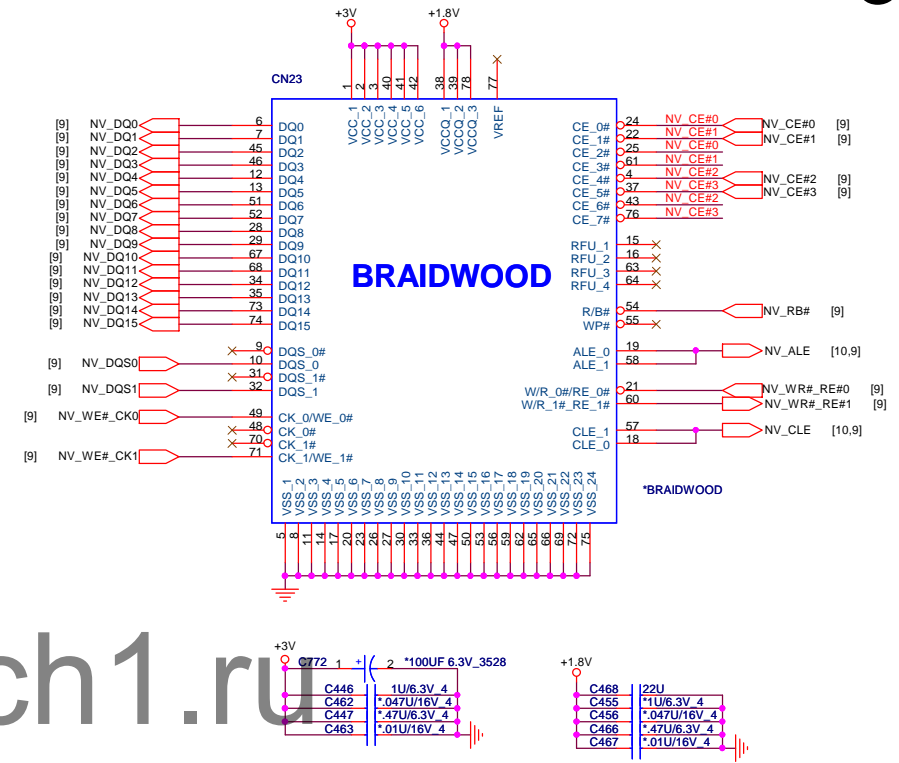 +3V +1.8V
CN23
1 2 3 40 41 42 38 39 78 77
VCC_1 VCC_2 VCC_3 VCC_4 VCC_5 VCC_6 VCCQ_1 VCCQ_2 VCCQ_3 VREF
[9] NV_DQ0 6 DQ0
[9] NV_DQ1 7 DQ1
[9] NV_DQ2 45 DQ2
[9] NV_DQ3 46 DQ3
[9] NV_DQ4 12 DQ4
[9] NV_DQ5 13 DQ5
[9] NV_DQ6 51 DQ6
[9] NV_DQ7 52 DQ7
[9] NV_DQ8 28 DQ8
[9] NV_DQ9 29 DQ9
[9] NV_DQ10 67 DQ10
[9] NV_DQ11 68 DQ11
[9] NV_DQ12 34 DQ12
[9] NV_DQ13 35 DQ13
[9] NV_DQ14 73 DQ14
[9] NV_DQ15 74 DQ15
9 DQS_0#
[9] NV_DQS0 10 DQS_0
31 DQS_1#
[9] NV_DQS1 32 DQS_1
[9] NV_WE#_CK0 49 CK_0/WE_0#
48 CK_0#
70 CK_1#
[9] NV_WE#_CK1 71 CK_1/WE_1#
BRAIDWOOD
CE_0# 24 NV_CE#0 NV_CE#0 [9]
CE_1# 22 NV_CE#1 NV_CE#1 [9]
CE_2# 25 NV_CE#0
CE_3# 61 NV_CE#1
CE_4# 4 NV_CE#2 NV_CE#2 [9]
CE_5# 37 NV_CE#3 NV_CE#3 [9]
CE_6# 43 NV_CE#2
CE_7# 76 NV_CE#3
RFU_1 15
RFU_2 16
RFU_3 63
RFU_4 64
R/B# 54 NV_RB# [9]
WP# 55
ALE_0 19 NV_ALE [10,9]
ALE_1 58
W/R_0#/RE_0# 21 NV_WR#_RE#0 [9]
W/R_1#_RE_1# 60 NV_WR#_RE#1 [9]
CLE_1 57 NV_CLE [10,9]
CLE_0 18
*BRAIDWOOD
VSS_1 VSS_2 VSS_3 VSS_4 VSS_5 VSS_6 VSS_7 VSS_8 VSS_9 VSS_10 VSS_11 VSS_12 VSS_13 VSS_14 VSS_15 VSS_16 VSS_17 VSS_18 VSS_19 VSS_20 VSS_21 VSS_22 VSS_23 VSS_24
5 8 11 14 17 20 23 26 27 30 33 36 44 47 50 53 56 59 62 65 66 69 72 75
ch1.ru
+3V
C772 1 + 2 *100UF 6.3V_3528
C446 1U/6.3V_4
C462 *.047U/16V_4
C447 *.47U/6.3V_4
C463 *.01U/16V_4
+1.8V
C468 22U
C455 *1U/6.3V_4
C456 *.047U/16V_4
C466 *.47U/6.3V_4
C467 *.01U/16V_4